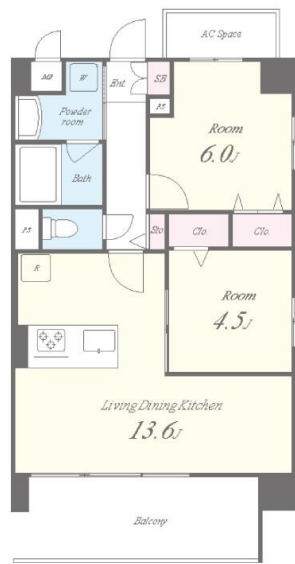 AC Space
MB
W
Ent.
SB
PS
Powder room
Room
6.0J
Bath
PS
Sto
Clo.
Clo.
R
Room
4.5J
Living Dining Kitchen
13.6J
Balcony